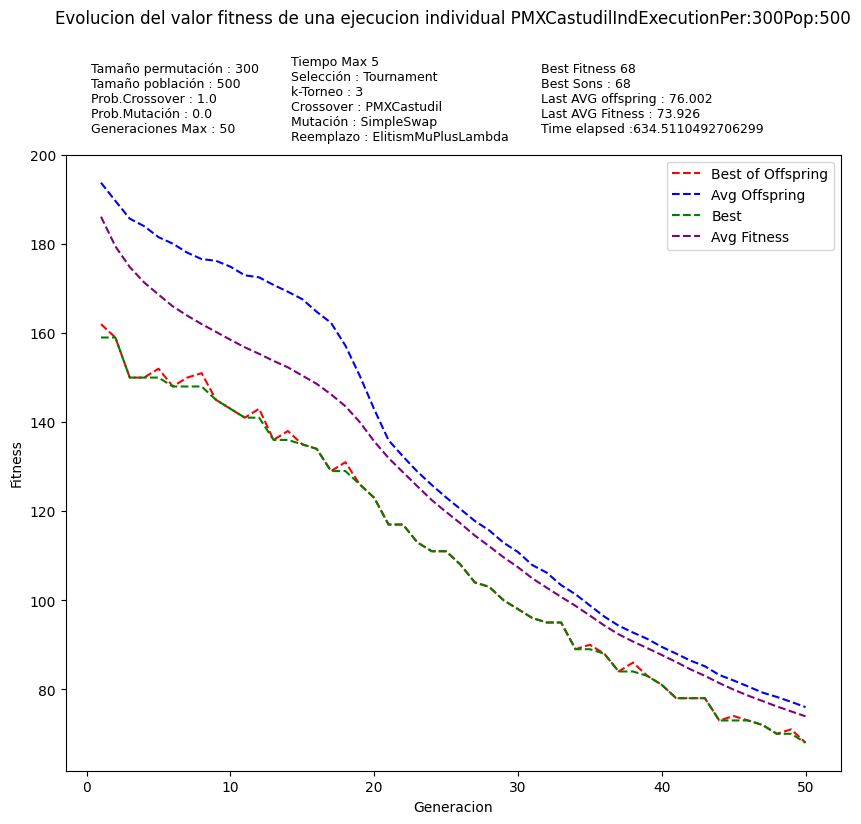 Evolucion del valor fitness de una ejecucion individual PMXCastudilIndExecutionPer:300Pop:500
Tamaño permutación : 300
Tamaño población : 500
Prob.Crossover : 1.0
Prob.Mutación : 0.0
Generaciones Max : 50
Tiempo Max 5
Selección : Tournament
k-Torneo : 3
Crossover : PMXCastudil
Mutación : SimpleSwap
Reemplazo : ElitismMuPlusLambda
Best Fitness 68
Best Sons : 68
Last AVG offspring : 76.002
Last AVG Fitness : 73.926
Time elapsed :634.5110492706299
Best of Offspring
Avg Offspring
Best
Avg Fitness
Fitness
200
180
160
140
120
100
80
0 10 20 30 40 50
Generacion